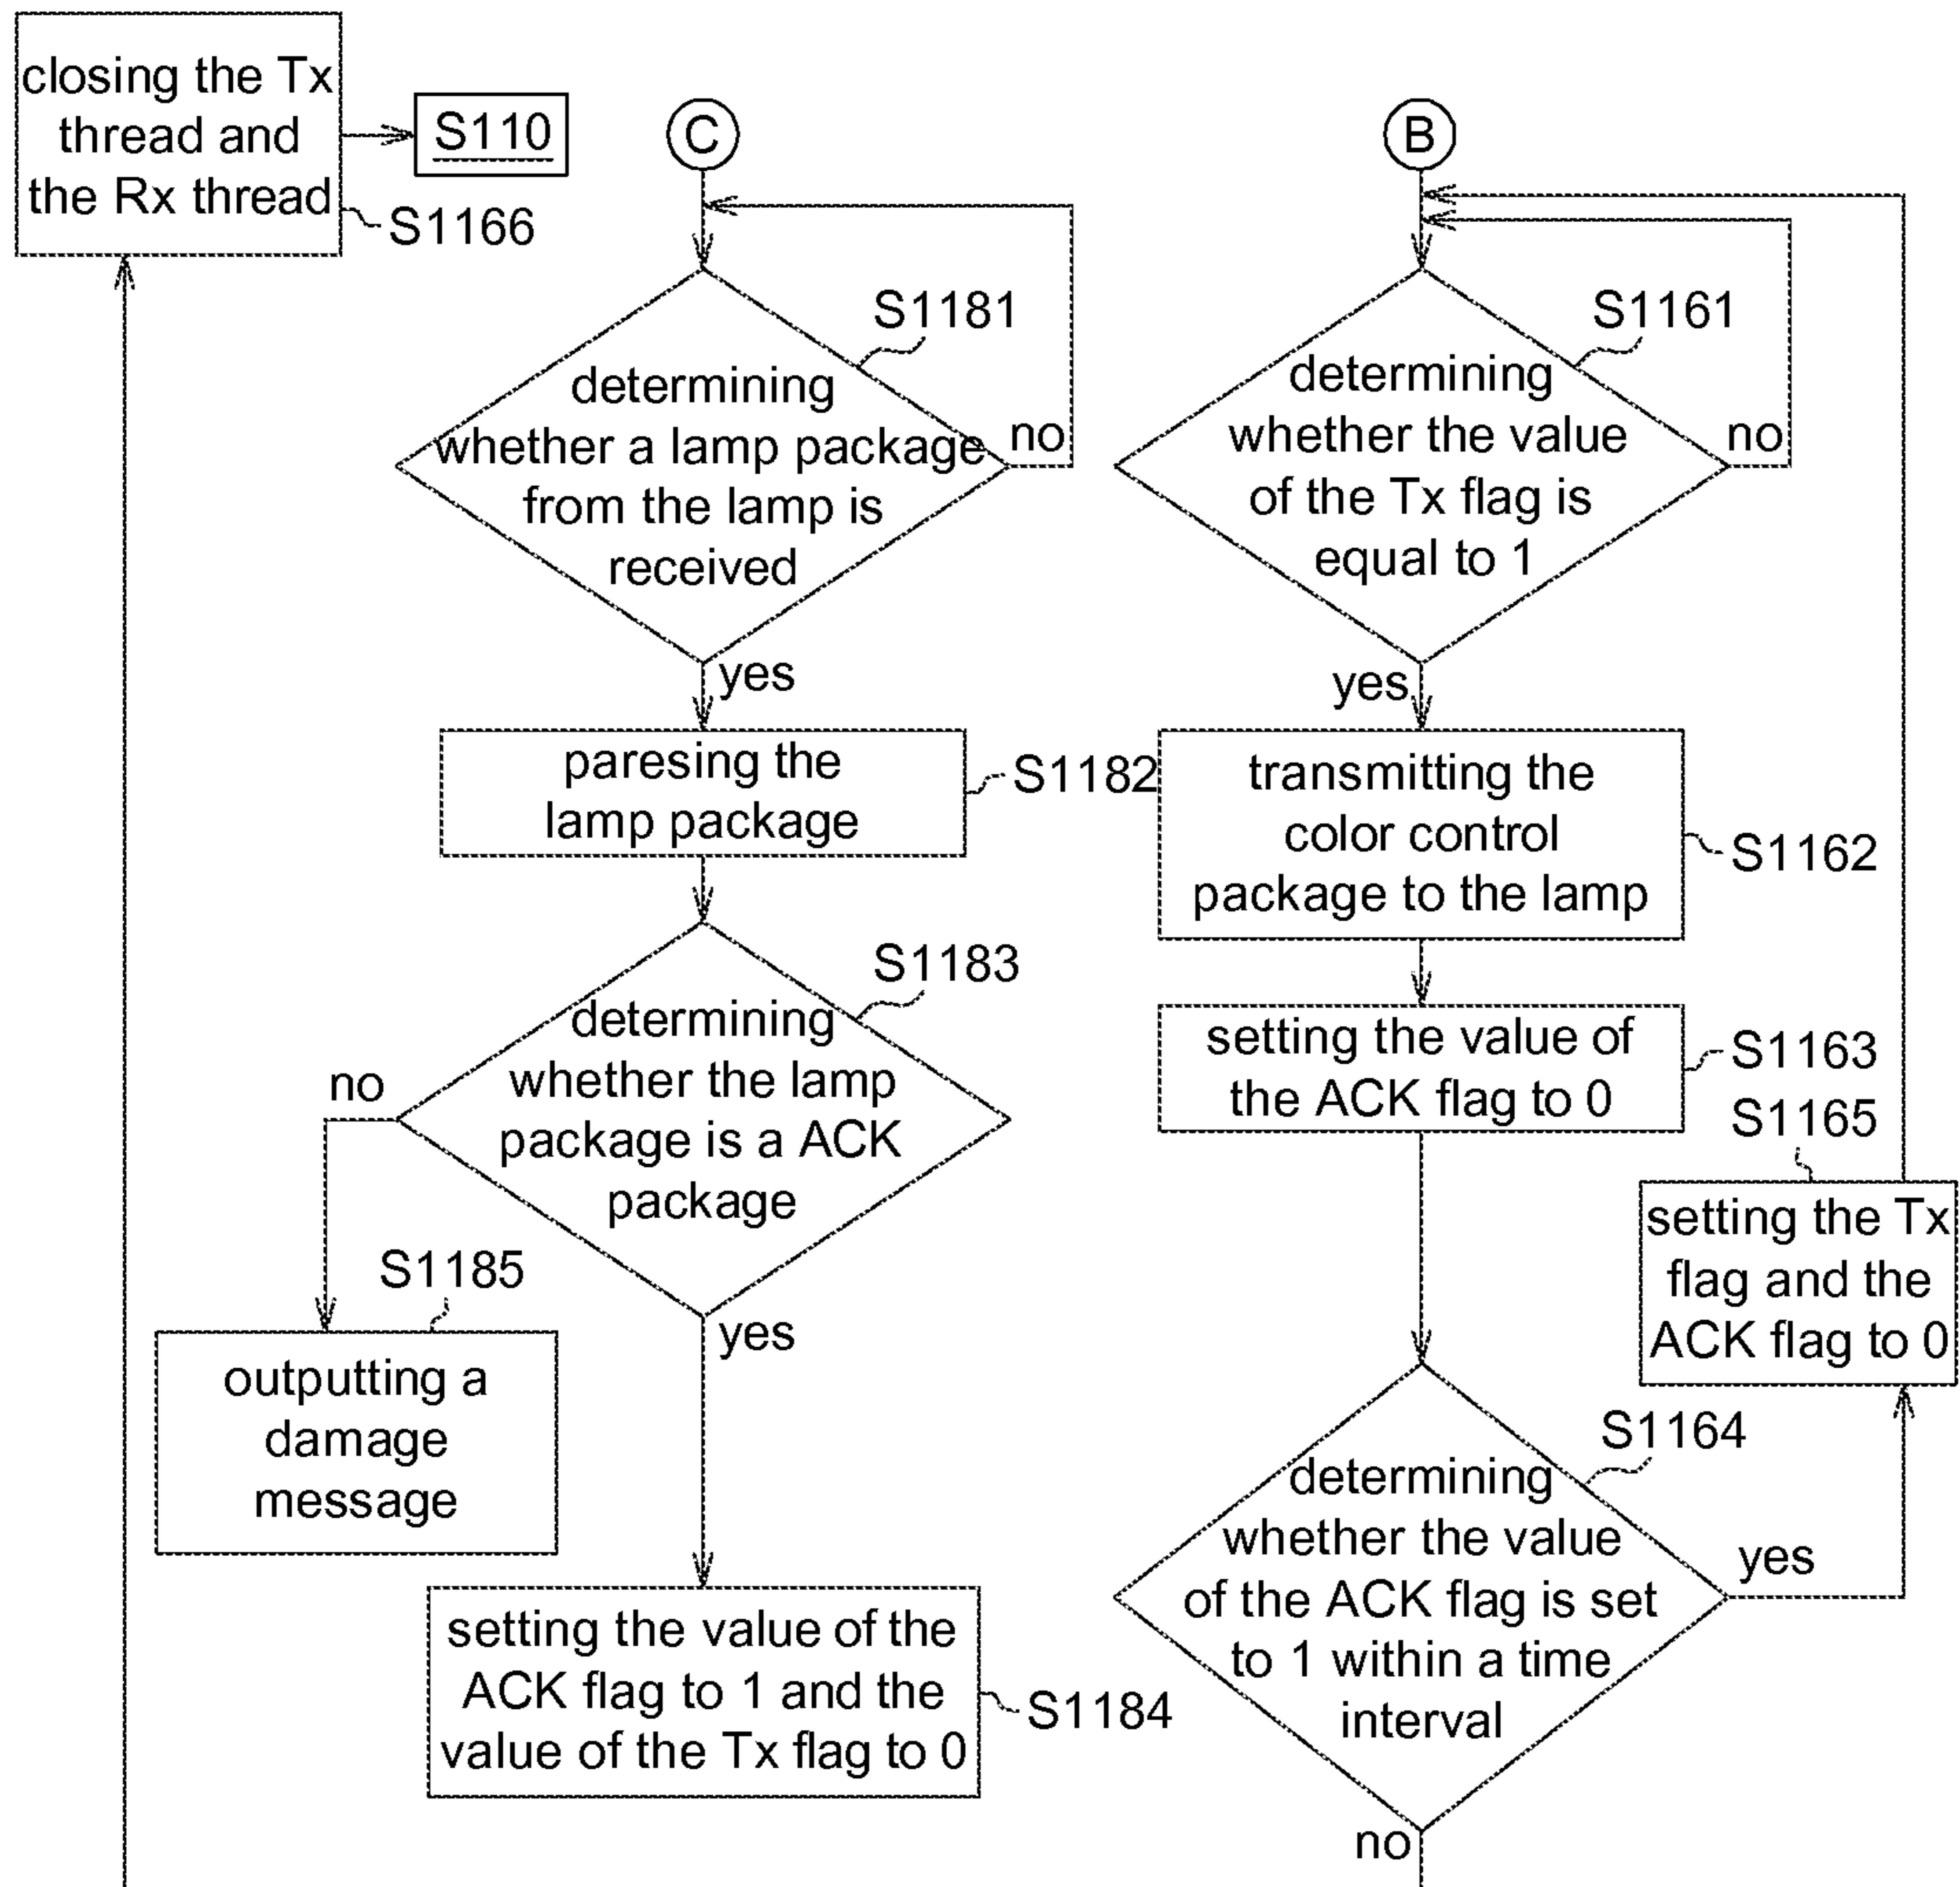 closing the Tx
thread and
the Rx thread
S1166
S110
C
determining
whether a lamp package
from the lamp is
received
S1181
no
yes
paresing the
lamp package
S1182
determining
whether the lamp
package is a ACK
package
S1183
no
yes
S1185
outputting a
damage
message
setting the value of the
ACK flag to 1 and the
value of the Tx flag to 0
S1184
B
determining
whether the value
of the Tx flag is
equal to 1
S1161
no
yes
transmitting the
color control
package to the lamp
S1162
setting the value of
the ACK flag to 0
S1163
S1165
setting the Tx
flag and the
ACK flag to 0
S1164
determining
whether the value
of the ACK flag is set
to 1 within a time
interval
yes
no